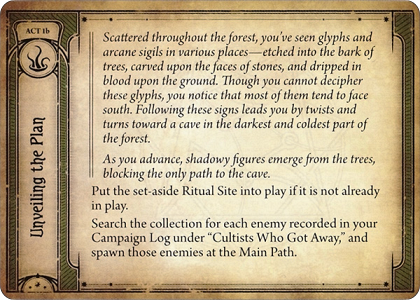 ACT 1b
Unveiling the Plan
Scattered throughout the forest, you've seen glyphs and
arcane sigils in various places—etched into the bark of
trees, carved upon the faces of stones, and dripped in
blood upon the ground. Though you cannot decipher
these glyphs, you notice that most of them tend to face
south. Following these signs leads you by twists and
turns toward a cave in the darkest and coldest part of
the forest.
As you advance, shadowy figures emerge from the trees,
blocking the only path to the cave.
Put the set-aside Ritual Site into play if it is not already
in play.
Search the collection for each enemy recorded in your
Campaign Log under “Cultists Who Got Away,” and
spawn those enemies at the Main Path.